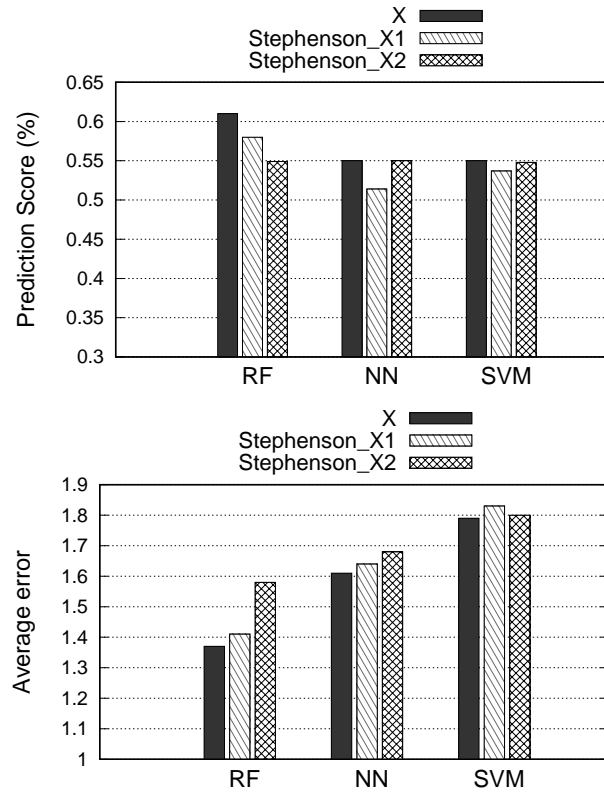 X
Stephenson_X1
Stephenson_X2
Prediction Score (%)
0.65
0.6
0.55
0.5
0.45
0.4
0.35
0.3
RF NN SVM
X
Stephenson_X1
Stephenson_X2
Average error
1.9
1.8
1.7
1.6
1.5
1.4
1.3
1.2
1.1
1
RF NN SVM